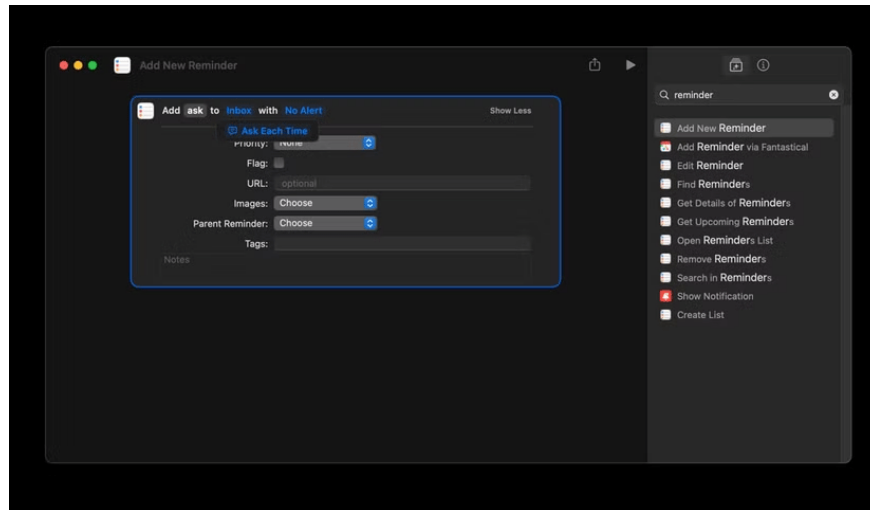 Add New Reminder
reminder
Add ask to Inbox with No Alert
Show Less
Ask Each Time
Priority: None
Flag:
URL: optional
Images: Choose
Parent Reminder: Choose
Tags:
Notes
Add New Reminder
Add Reminder via Fantastical
Edit Reminder
Find Reminders
Get Details of Reminders
Get Upcoming Reminders
Open Reminders List
Remove Reminders
Search in Reminders
Show Notification
Create List